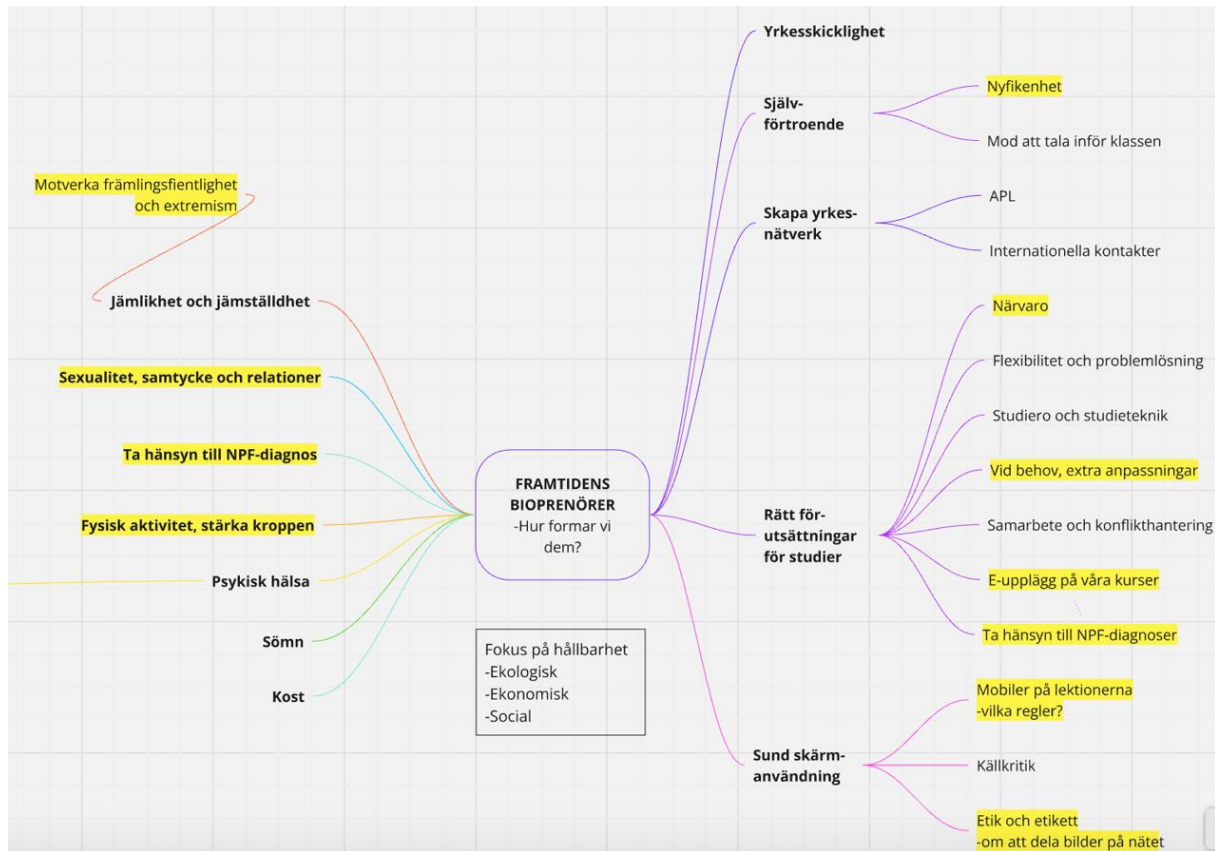 Motverka främlingsfientlighet
och extremism
Jämlikhet och jämställdhet
Sexualitet, samtycke och relationer
Ta hänsyn till NPF-diagnos
Fysisk aktivitet, stärka kroppen
Psykisk hälsa
Sömn
Kost
FRAMTIDENS
BIOPRENÖRER
-Hur formar vi
dem?
Fokus på hållbarhet
-Ekologisk
-Ekonomisk
-Social
Yrkesskicklighet
Själv-
förtroende
Nyfikenhet
Mod att tala inför klassen
Skapa yrkes-
nätverk
APL
Internationella kontakter
Rätt för-
utsättningar
för studier
Närvaro
Flexibilitet och problemlösning
Studiero och studieteknik
Vid behov, extra anpassningar
Samarbete och konflikthantering
E-upplägg på våra kurser
Ta hänsyn till NPF-diagnoser
Sund skärm-
användning
Mobiler på lektionerna
-vilka regler?
Källkritik
Etik och etikett
-om att dela bilder på nätet